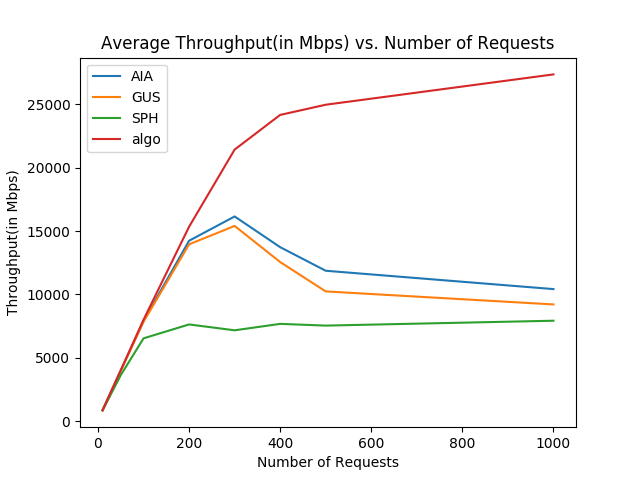 Average Throughput(in Mbps) vs. Number of Requests
AIA
GUS
SPH
algo
Throughput(in Mbps)
25000
20000
15000
10000
5000
0
0 200 400 600 800 1000
Number of Requests